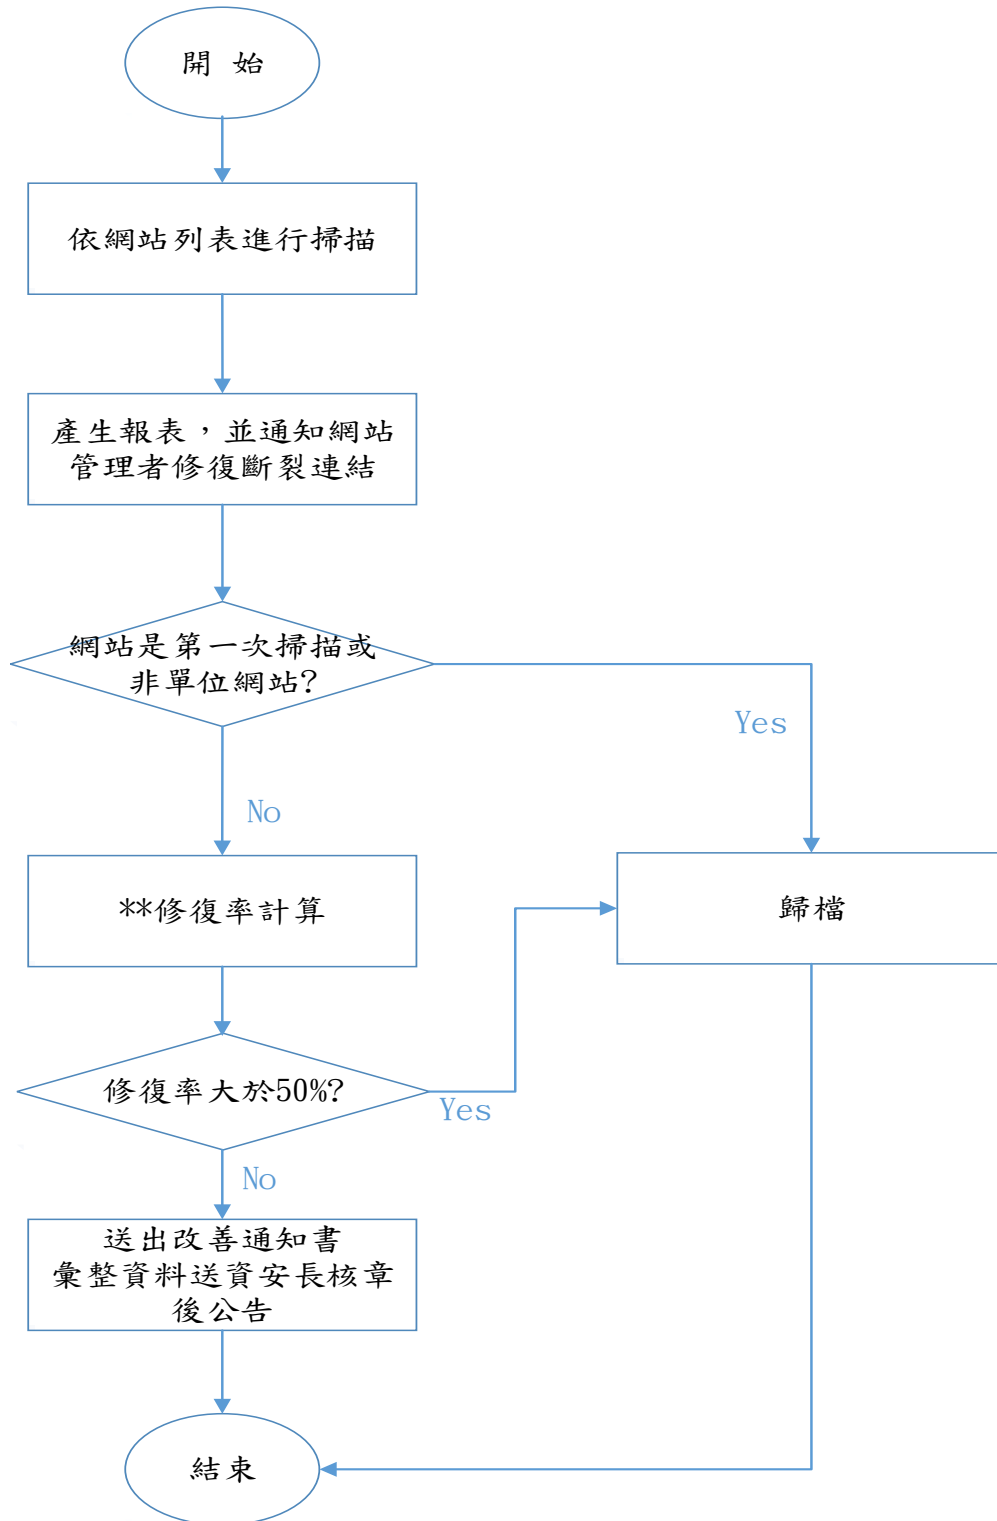 開 始
依網站列表進行掃描
產生報表，並通知網站
管理者修復斷裂連結
網站是第一次掃描或
非單位網站?
Yes
No
**修復率計算
歸檔
修復率大於50%?
Yes
No
送出改善通知書
彙整資料送資安長核章
後公告
結束